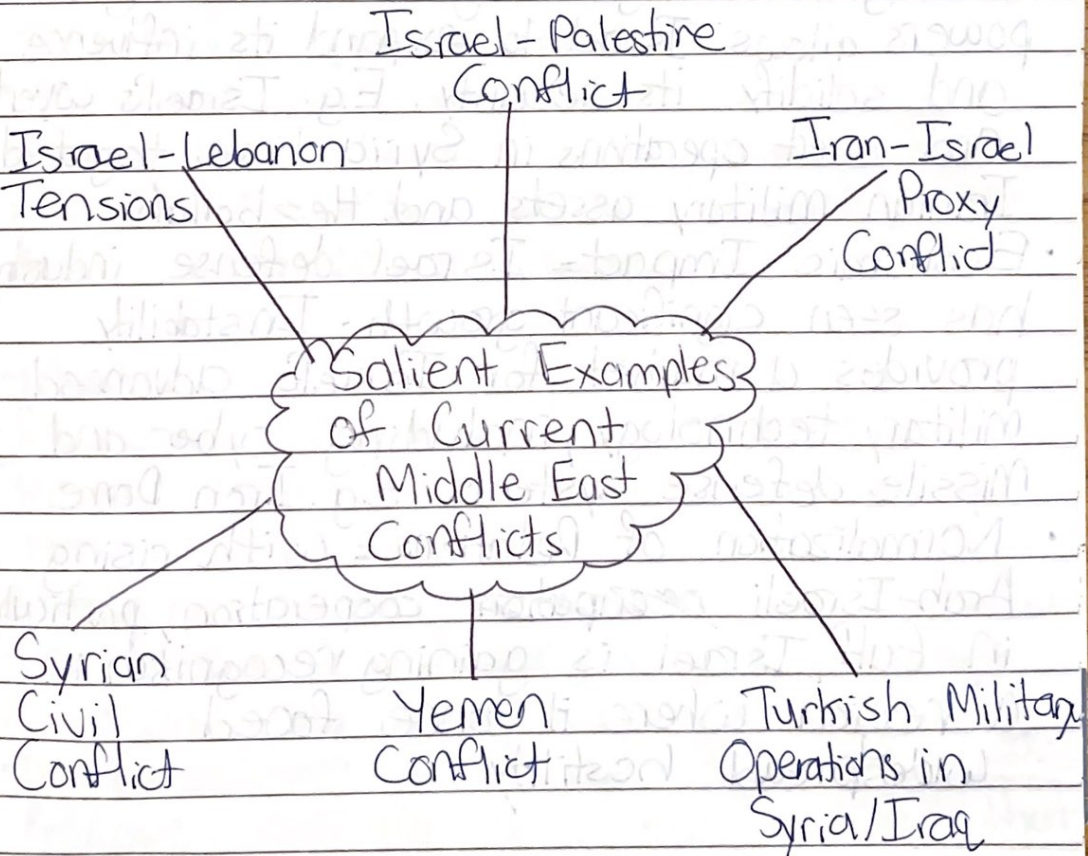 Israel-Palestine
Conflict
Israel-Lebanon
Tensions
Iran-Israel
Proxy
Conflict
Salient Examples
of Current
Middle East
Conflicts
Syrian
Civil
Conflict
Yemen
Conflict
Turkish Military
Operations in
Syria/Iraq